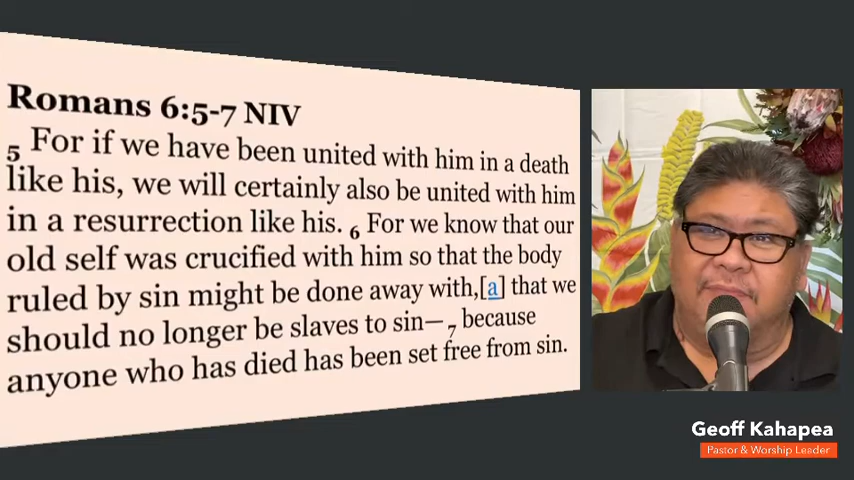 Romans 6:5-7 NIV
5 For if we have been united with him in a death
like his, we will certainly also be united with him
in a resurrection like his. 6 For we know that our
old self was crucified with him so that the body
ruled by sin might be done away with,[a] that we
should no longer be slaves to sin— 7 because
anyone who has died has been set free from sin.
Geoff Kahapea
Pastor & Worship Leader